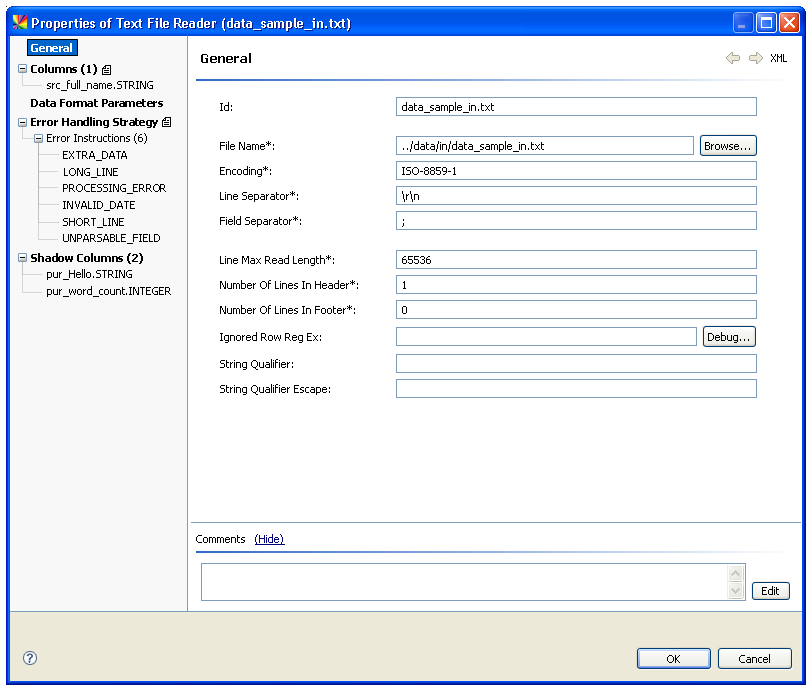 Properties of Text File Reader (data_sample_in.txt)
General
Columns (1)
src_full_name.STRING
Data Format Parameters
Error Handling Strategy
Error Instructions (6)
EXTRA_DATA
LONG_LINE
PROCESSING_ERROR
INVALID_DATE
SHORT_LINE
UNPARSABLE_FIELD
Shadow Columns (2)
pur_Hello.STRING
pur_word_count.INTEGER
General
XML
Id: data_sample_in.txt
File Name*: ../data/in/data_sample_in.txt Browse...
Encoding*: ISO-8859-1
Line Separator*: \r\n
Field Separator*: ;
Line Max Read Length*: 65536
Number Of Lines In Header*: 1
Number Of Lines In Footer*: 0
Ignored Row Reg Ex: Debug...
String Qualifier:
String Qualifier Escape:
Comments (Hide)
Edit
? OK Cancel